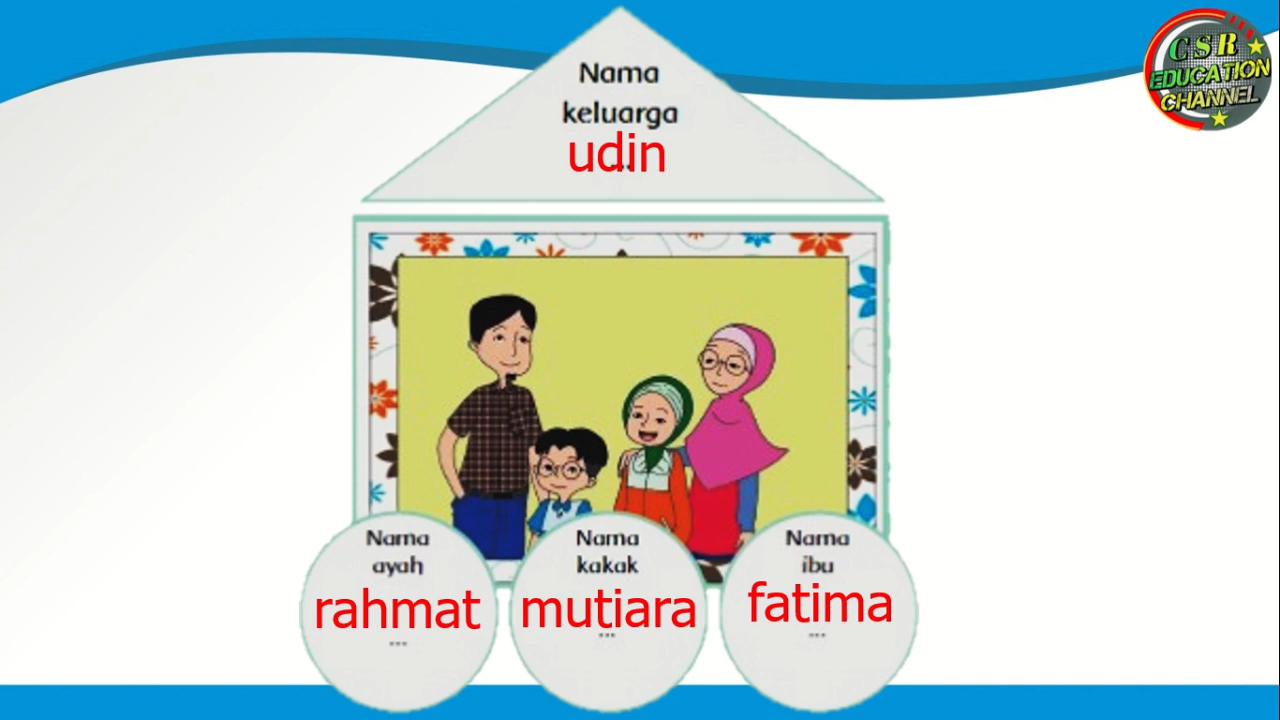 Nama
keluarga
udin
...
CSR
EDUCATION
CHANNEL
Nama
ayah
rahmat
...
Nama
kakak
mutiara
...
Nama
ibu
fatima
...